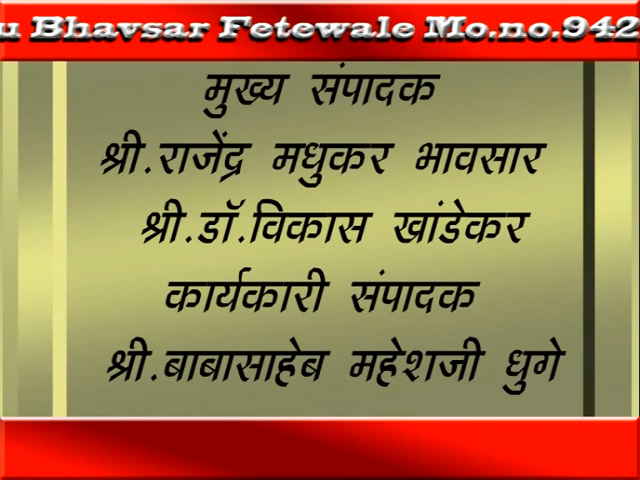 u Bhavsar Fetewale Mo.no.942
मुख्य संपादक
श्री.राजेंद्र मधुकर भावसार
श्री.डॉ.विकास खांडेकर
कार्यकारी संपादक
श्री.बाबासाहेब महेशजी धुगे